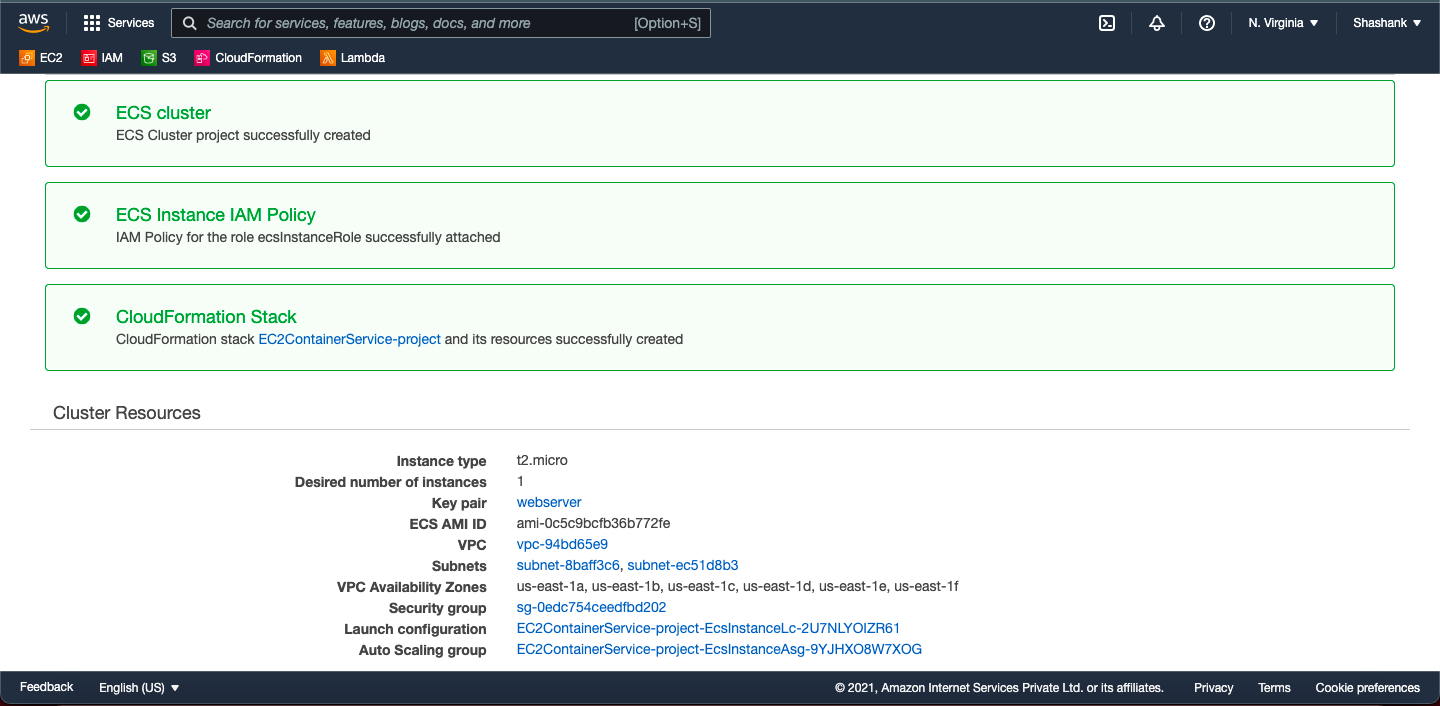 aws Services Search for services, features, blogs, docs, and more [Option+S] N. Virginia ▼ Shashank ▼
EC2 IAM S3 CloudFormation Lambda
ECS cluster
ECS Cluster project successfully created
ECS Instance IAM Policy
IAM Policy for the role ecsInstanceRole successfully attached
CloudFormation Stack
CloudFormation stack EC2ContainerService-project and its resources successfully created
Cluster Resources
Instance type t2.micro
Desired number of instances 1
Key pair webserver
ECS AMI ID ami-0c5c9bcfb36b772fe
VPC vpc-94bd65e9
Subnets subnet-8baff3c6, subnet-ec51d8b3
VPC Availability Zones us-east-1a, us-east-1b, us-east-1c, us-east-1d, us-east-1e, us-east-1f
Security group sg-0edc754ceedfbd202
Launch configuration EC2ContainerService-project-EcsInstanceLc-2U7NLYOIZR61
Auto Scaling group EC2ContainerService-project-EcsInstanceAsg-9YJHXO8W7XOG
Feedback English (US) ▼ © 2021, Amazon Internet Services Private Ltd. or its affiliates. Privacy Terms Cookie preferences